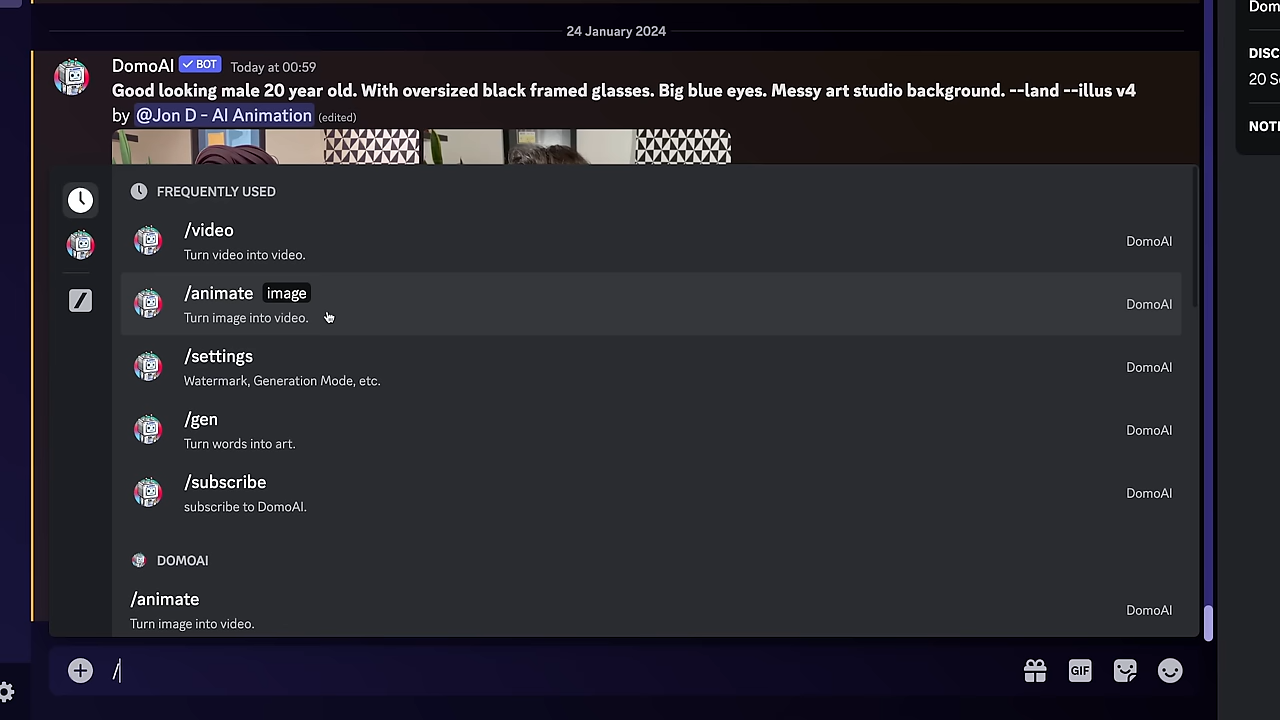 24 January 2024
Dom
DomoAI BOT Today at 00:59
DISC
Good looking male 20 year old. With oversized black framed glasses. Big blue eyes. Messy art studio background. --land --illus v4
20 Se
by @Jon D - AI Animation (edited)
NOTE
FREQUENTLY USED
/video
Turn video into video.
DomoAI
/animate image
Turn image into video.
DomoAI
/settings
Watermark, Generation Mode, etc.
DomoAI
/gen
Turn words into art.
DomoAI
/subscribe
subscribe to DomoAI.
DomoAI
DOMOAI
/animate
Turn image into video.
DomoAI
/
GIF